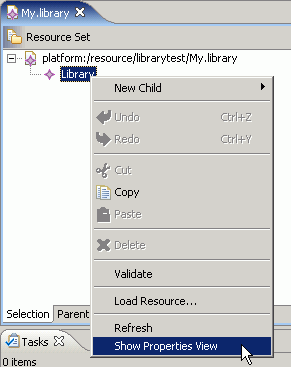 My.library
Resource Set
platform:/resource/librarytest/My.library
Library
New Child
Undo Ctrl+Z
Redo Ctrl+Y
Cut
Copy
Paste
Delete
Validate
Load Resource...
Refresh
Show Properties View
Selection Parent
Tasks
0 items